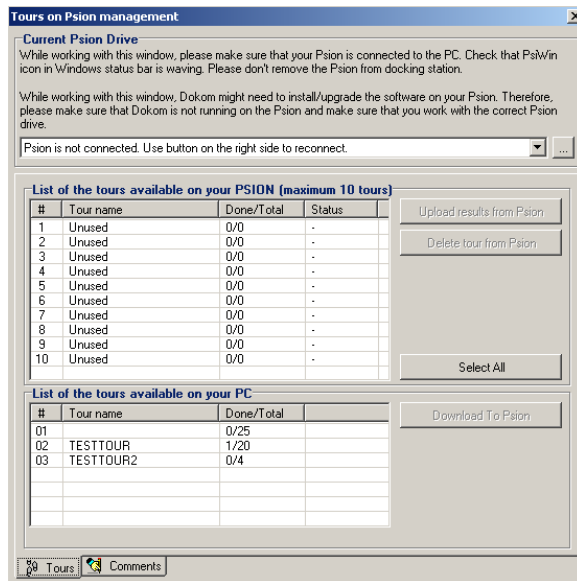 Tours on Psion management
Current Psion Drive
While working with this window, please make sure that your Psion is connected to the PC. Check that PsiWin
icon in Windows status bar is waving. Please don't remove the Psion from docking station.
While working with this window, Dokom might need to install/upgrade the software on your Psion. Therefore,
please make sure that Dokom is not running on the Psion and make sure that you work with the correct Psion
drive.
Psion is not connected. Use button on the right side to reconnect. ...
List of the tours available on your PSION (maximum 10 tours)
# Tour name Done/Total Status Upload results from Psion
1 Unused 0/0 -
2 Unused 0/0 - Delete tour from Psion
3 Unused 0/0 -
4 Unused 0/0 -
5 Unused 0/0 -
6 Unused 0/0 -
7 Unused 0/0 -
8 Unused 0/0 -
9 Unused 0/0 -
10 Unused 0/0 - Select All
List of the tours available on your PC
# Tour name Done/Total Download To Psion
01 0/25
02 TESTTOUR 1/20
03 TESTTOUR2 0/4
Tours Comments